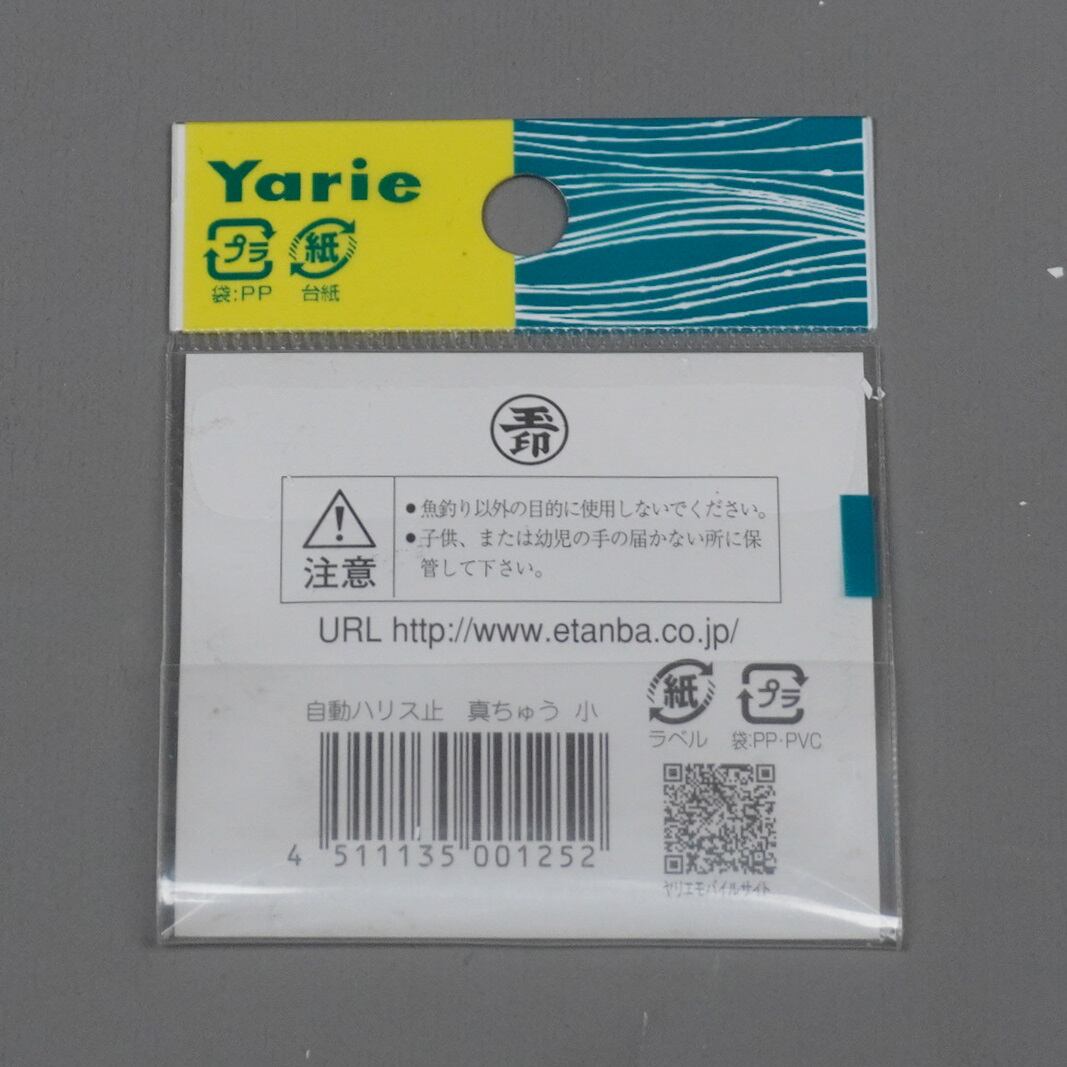 Yarie
プラ 紙
袋:PP 台紙
玉印
!
注意
●魚釣り以外の目的に使用しないでください。
●子供、または幼児の手の届かない所に保
管して下さい。
URL http://www.etanba.co.jp/
紙 プラ
自動ハリス止 真ちゅう 小
ラベル 袋:PP・PVC
4 511135 001252
ヤリエモバイルサイト